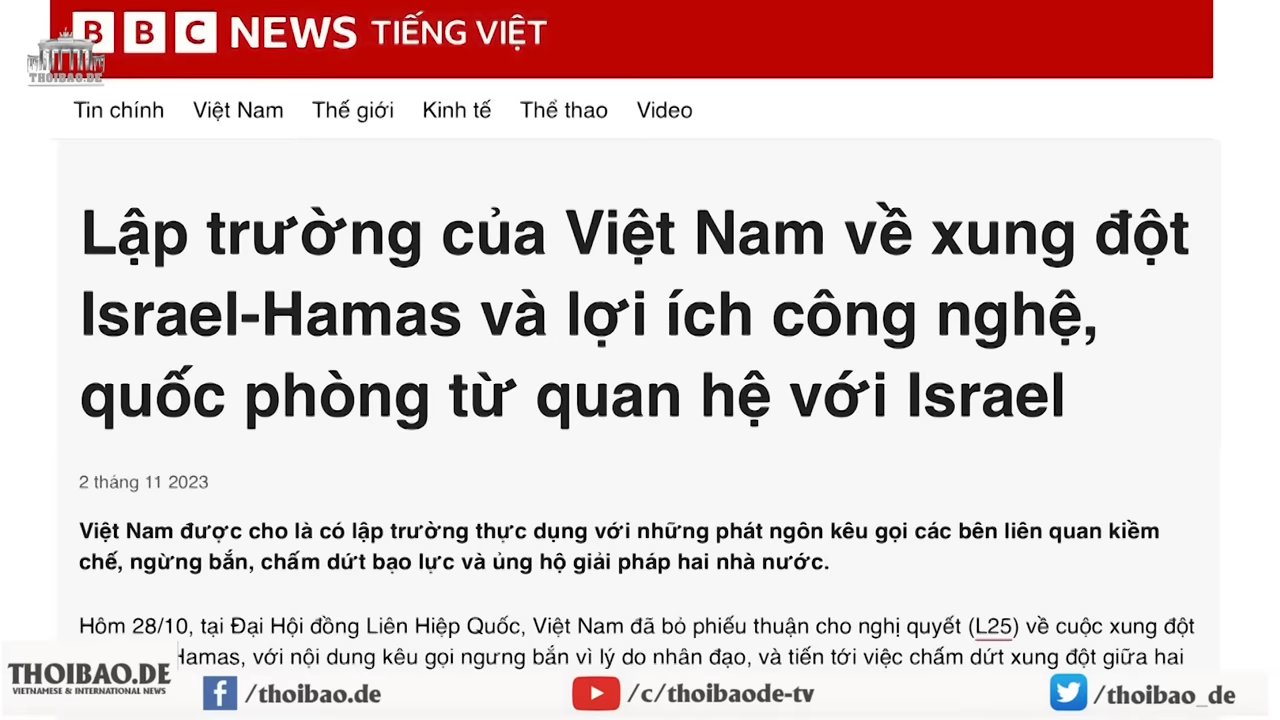 BBC NEWS TIẾNG VIỆT
THOIBAO.DE
Tin chính Việt Nam Thế giới Kinh tế Thể thao Video
Lập trường của Việt Nam về xung đột
Israel-Hamas và lợi ích công nghệ,
quốc phòng từ quan hệ với Israel
2 tháng 11 2023
Việt Nam được cho là có lập trường thực dụng với những phát ngôn kêu gọi các bên liên quan kiềm
chế, ngừng bắn, chấm dứt bạo lực và ủng hộ giải pháp hai nhà nước.
Hôm 28/10, tại Đại Hội đồng Liên Hiệp Quốc, Việt Nam đã bỏ phiếu thuận cho nghị quyết (L25) về cuộc xung đột
Hamas, với nội dung kêu gọi ngưng bắn vì lý do nhân đạo, và tiến tới việc chấm dứt xung đột giữa hai
THOIBAO.DE
VIETNAMESE & INTERNATIONAL NEWS
/thoibao.de /c/thoibaode-tv /thoibao_de